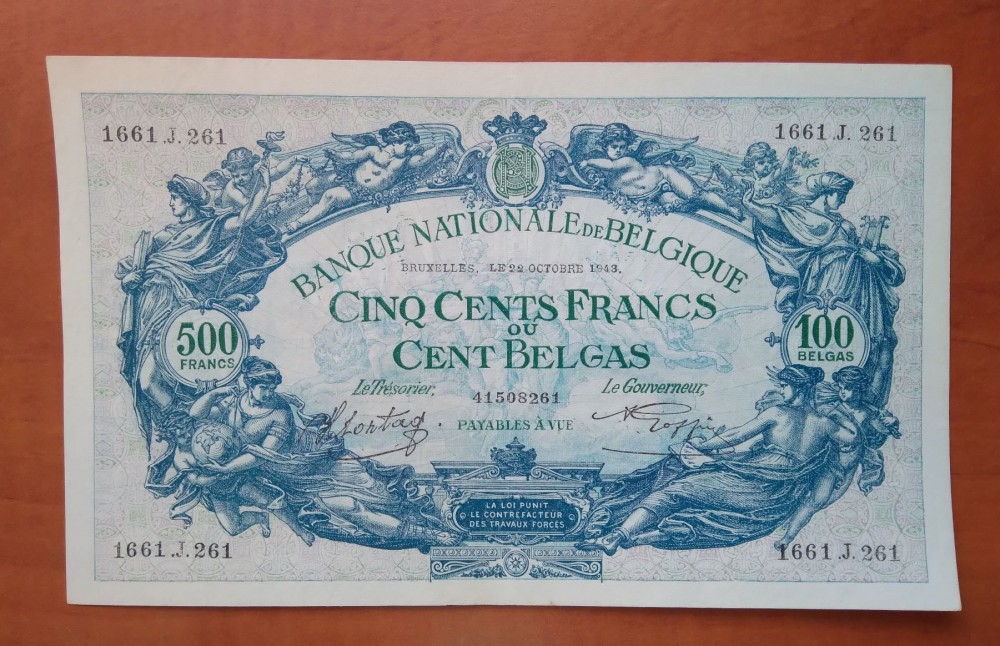 1661.J.261
1661.J.261
BANQUE NATIONALE DE BELGIQUE
BRUXELLES, LE 22 OCTOBRE 1943.
CINQ CENTS FRANCS
OU
CENT BELGAS
500
FRANCS
100
BELGAS
Le Trésorier,
41508261
Le Gouverneur,
PAYABLES À VUE
LA LOI PUNIT
LE CONTREFACTEUR
DES TRAVAUX FORCÉS
1661.J.261
1661.J.261